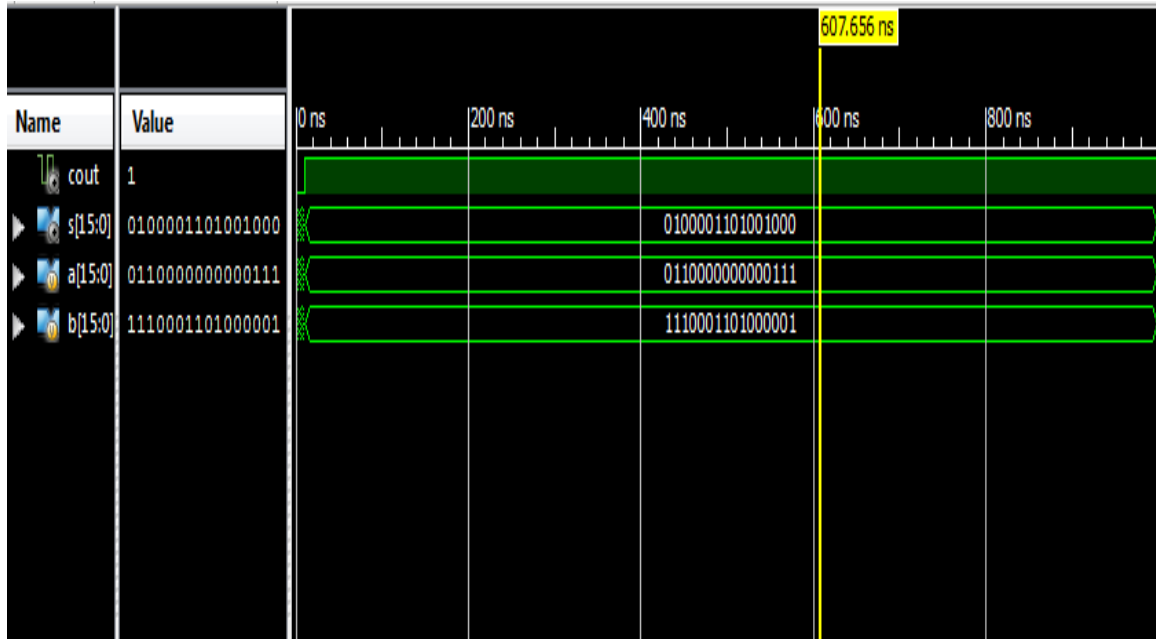 607.656 ns
Name Value 0 ns 200 ns 400 ns 600 ns 800 ns
cout 1
s[15:0] 0100001101001000 0100001101001000
a[15:0] 0110000000000111 0110000000000111
b[15:0] 1110001101000001 1110001101000001